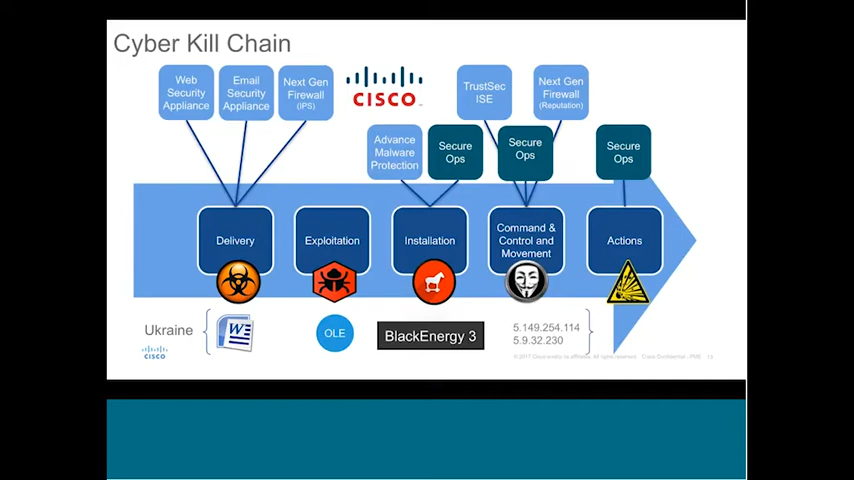 Cyber Kill Chain
Web
Security
Appliance
Email
Security
Appliance
Next Gen
Firewall
(IPS)
CISCO
TrustSec
ISE
Next Gen
Firewall
(Reputation)
Advance
Malware
Protection
Secure
Ops
Secure
Ops
Secure
Ops
Delivery
Exploitation
Installation
Command &
Control and
Movement
Actions
Ukraine
W
OLE
BlackEnergy 3
5.149.254.114
5.9.32.230
CISCO
© 2017 Cisco and/or its affiliates. All rights reserved. Cisco Confidential - PMS 13